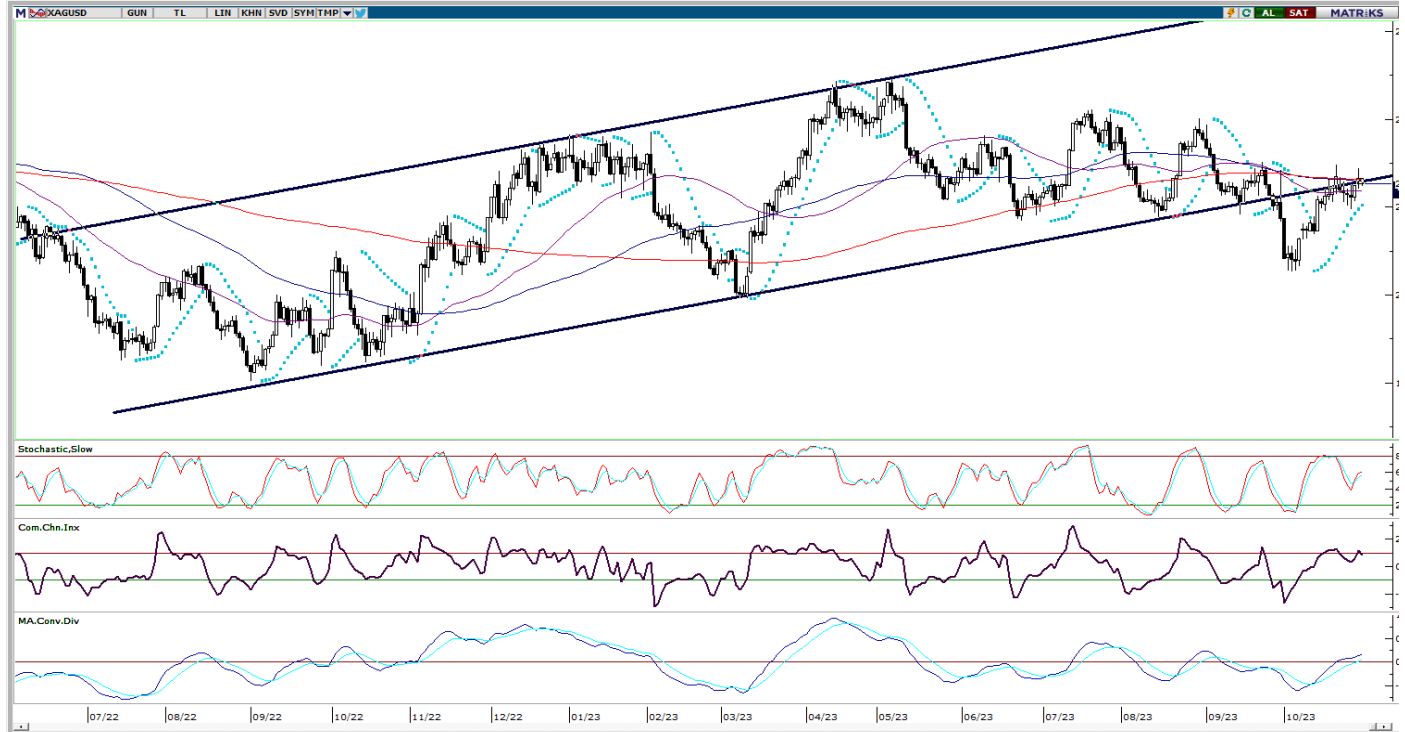 M XAGUSD GUN TL LIN KHN SVD SYM TMP C AL SAT MATRİKS
Stochastic,Slow
Com.Chn.Inx
MA.Conv.Div
07/22 08/22 09/22 10/22 11/22 12/22 01/23 02/23 03/23 04/23 05/23 06/23 07/23 08/23 09/23 10/23